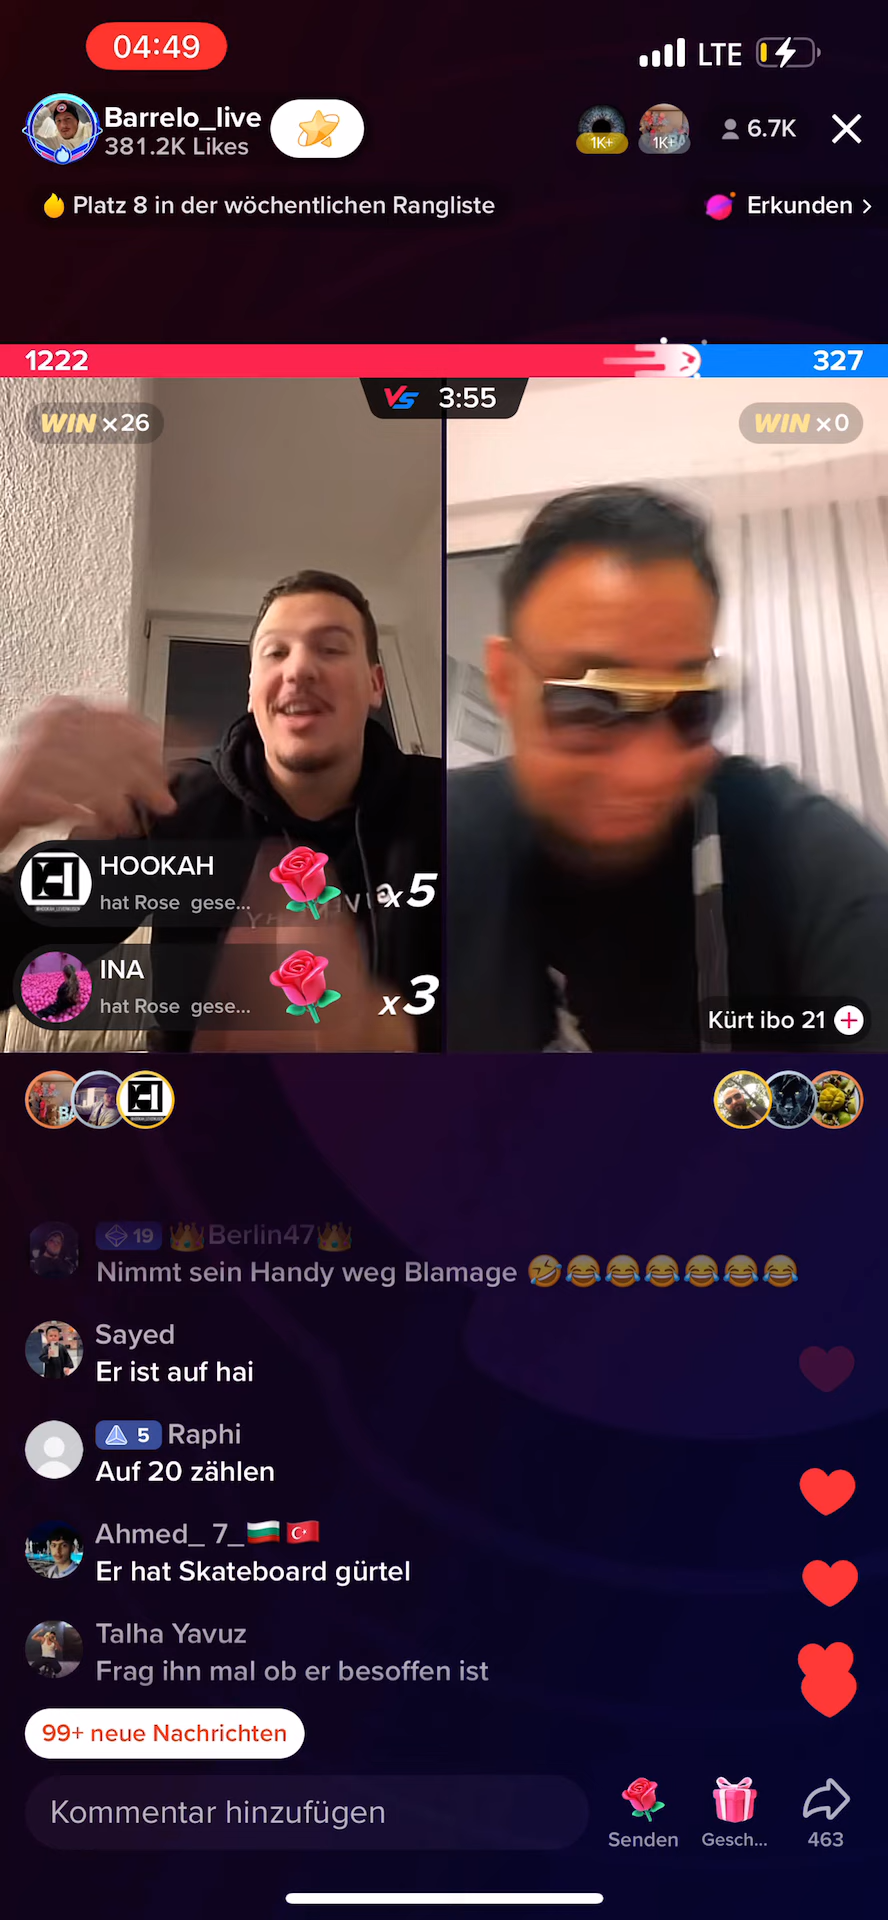 04:49
LTE
Barrelo_live
381.2K Likes
1K+
1K+
6.7K
Platz 8 in der wöchentlichen Rangliste
Erkunden >
1222
327
VS 3:55
WIN x26
WIN x0
HOOKAH
hat Rose gese...
x5
INA
hat Rose gese...
x3
Kürt ibo 21
19 👑Berlin47👑
Nimmt sein Handy weg Blamage 🤣😂😂😂😂😂😂
Sayed
Er ist auf hai
5 Raphi
Auf 20 zählen
Ahmed_ 7_🇧🇬🇹🇷
Er hat Skateboard gürtel
Talha Yavuz
Frag ihn mal ob er besoffen ist
99+ neue Nachrichten
Kommentar hinzufügen
Senden
Gesch...
463